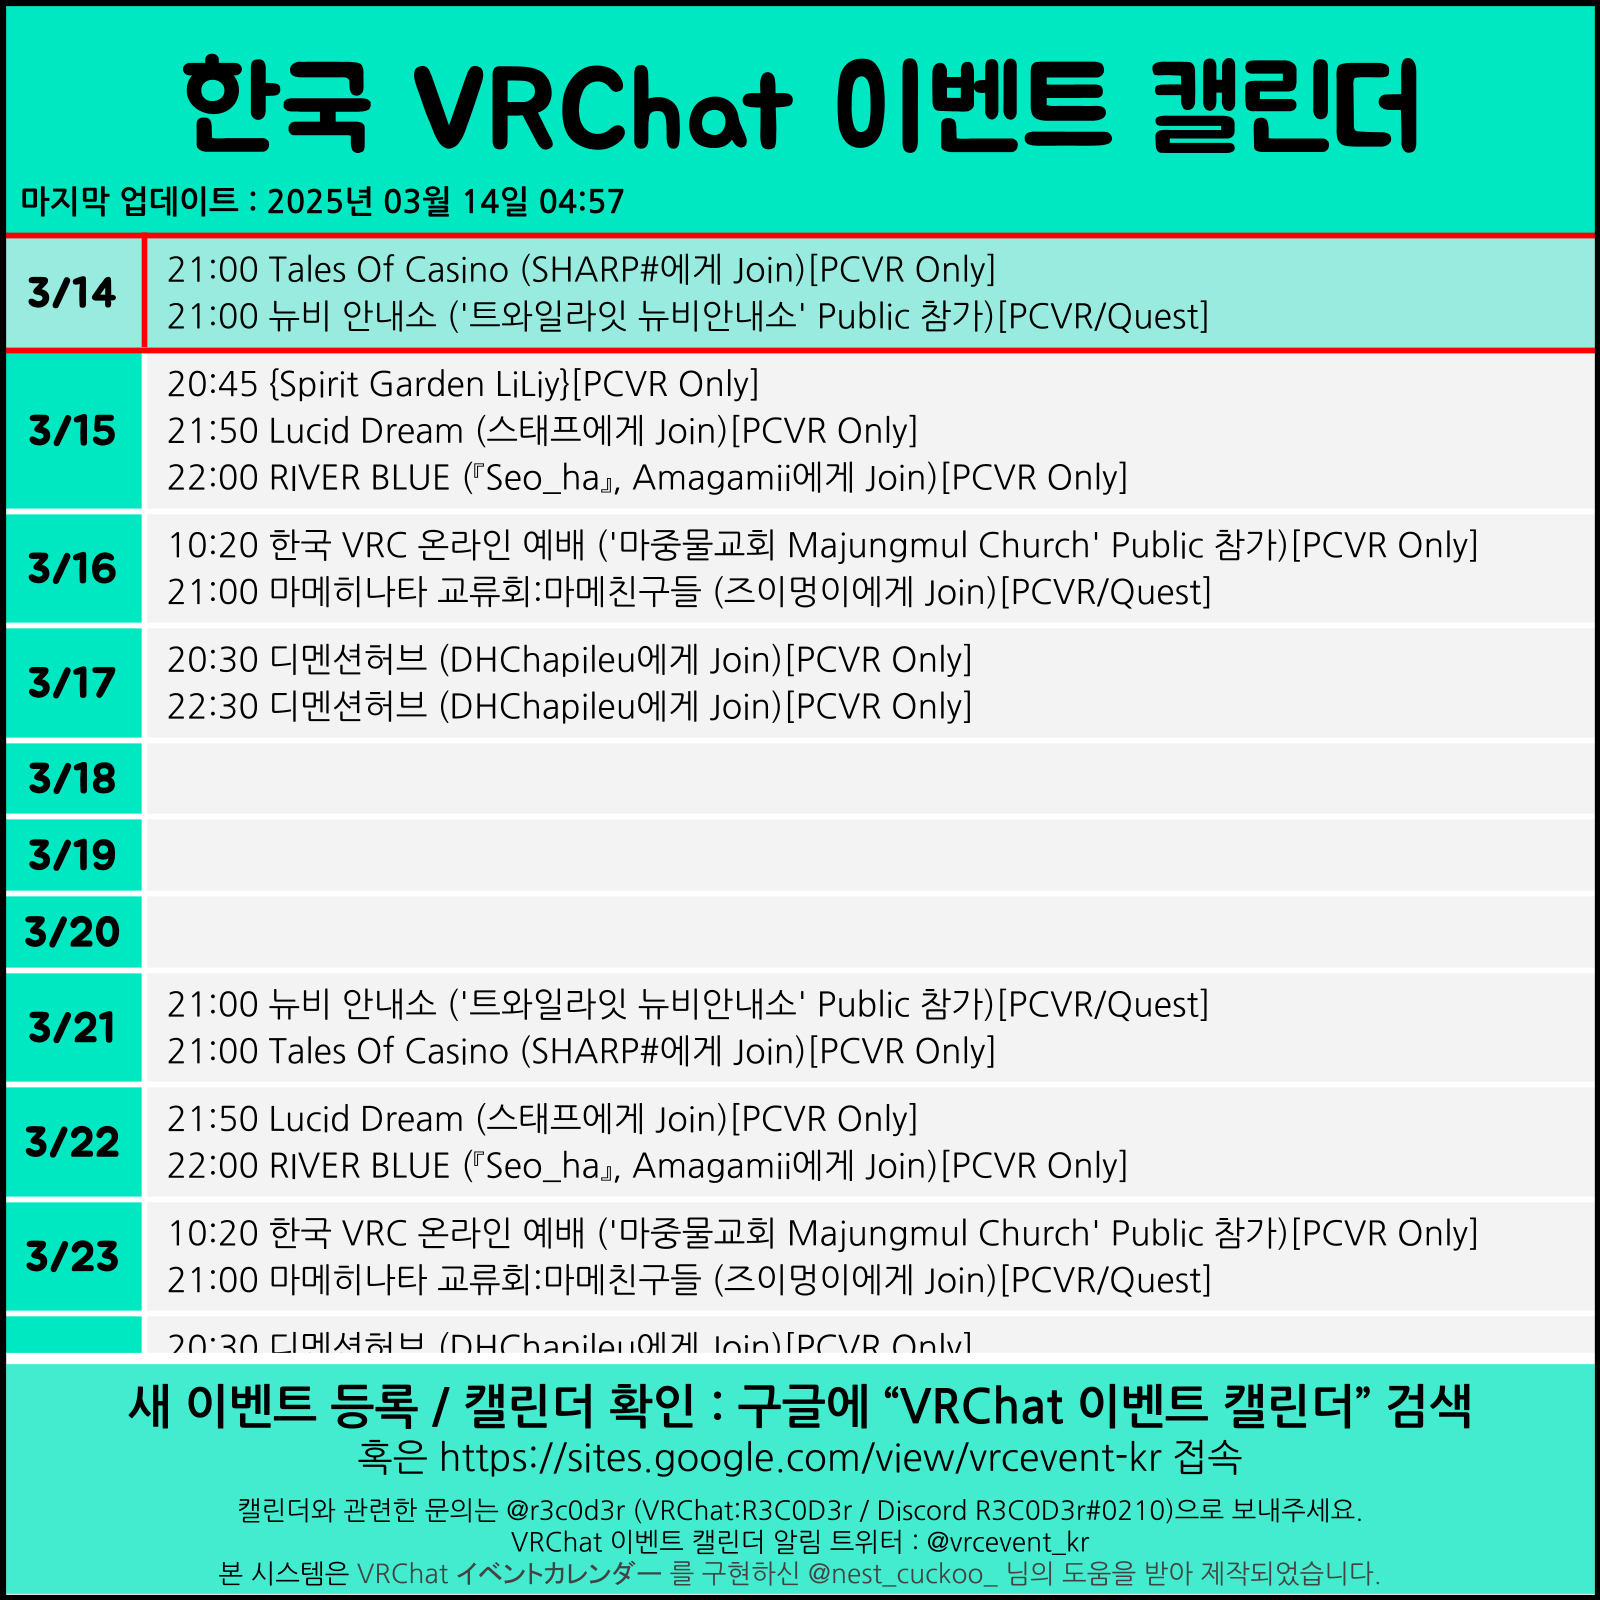 한국 VRChat 이벤트 캘린더
마지막 업데이트 : 2025년 03월 14일 04:57
3/14
21:00 Tales Of Casino (SHARP#에게 Join)[PCVR Only]
21:00 뉴비 안내소 ('트와일라잇 뉴비안내소' Public 참가)[PCVR/Quest]
3/15
20:45 {Spirit Garden LiLiy}[PCVR Only]
21:50 Lucid Dream (스태프에게 Join)[PCVR Only]
22:00 RIVER BLUE (『Seo_ha』, Amagamii에게 Join)[PCVR Only]
3/16
10:20 한국 VRC 온라인 예배 ('마중물교회 Majungmul Church' Public 참가)[PCVR Only]
21:00 마메히나타 교류회:마메친구들 (즈이멍이에게 Join)[PCVR/Quest]
3/17
20:30 디멘션허브 (DHChapileu에게 Join)[PCVR Only]
22:30 디멘션허브 (DHChapileu에게 Join)[PCVR Only]
3/18
3/19
3/20
3/21
21:00 뉴비 안내소 ('트와일라잇 뉴비안내소' Public 참가)[PCVR/Quest]
21:00 Tales Of Casino (SHARP#에게 Join)[PCVR Only]
3/22
21:50 Lucid Dream (스태프에게 Join)[PCVR Only]
22:00 RIVER BLUE (『Seo_ha』, Amagamii에게 Join)[PCVR Only]
3/23
10:20 한국 VRC 온라인 예배 ('마중물교회 Majungmul Church' Public 참가)[PCVR Only]
21:00 마메히나타 교류회:마메친구들 (즈이멍이에게 Join)[PCVR/Quest]
20:30 디멘션허브 (DHChapileu에게 Join)[PCVR Only]
새 이벤트 등록 / 캘린더 확인 : 구글에 “VRChat 이벤트 캘린더” 검색
혹은 https://sites.google.com/view/vrcevent-kr 접속
캘린더와 관련한 문의는 @r3c0d3r (VRChat:R3C0D3r / Discord R3C0D3r#0210)으로 보내주세요.
VRChat 이벤트 캘린더 알림 트위터 : @vrcevent_kr
본 시스템은 VRChat イベントカレンダー 를 구현하신 @nest_cuckoo_ 님의 도움을 받아 제작되었습니다.